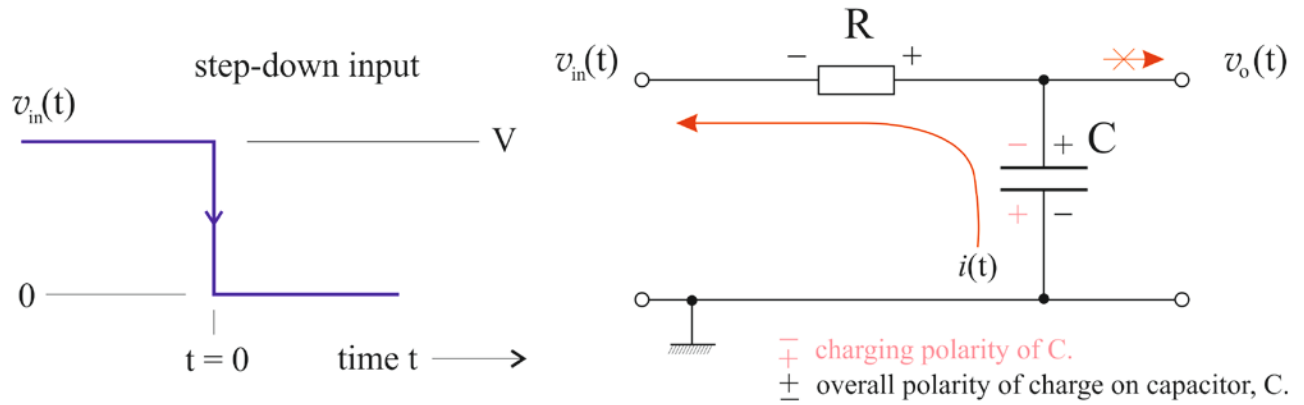 step-down input
v_in(t)
V
0
t = 0
time t
R
v_in(t)
− +
v_o(t)
− + C
+ −
i(t)
− + charging polarity of C.
+ − overall polarity of charge on capacitor, C.